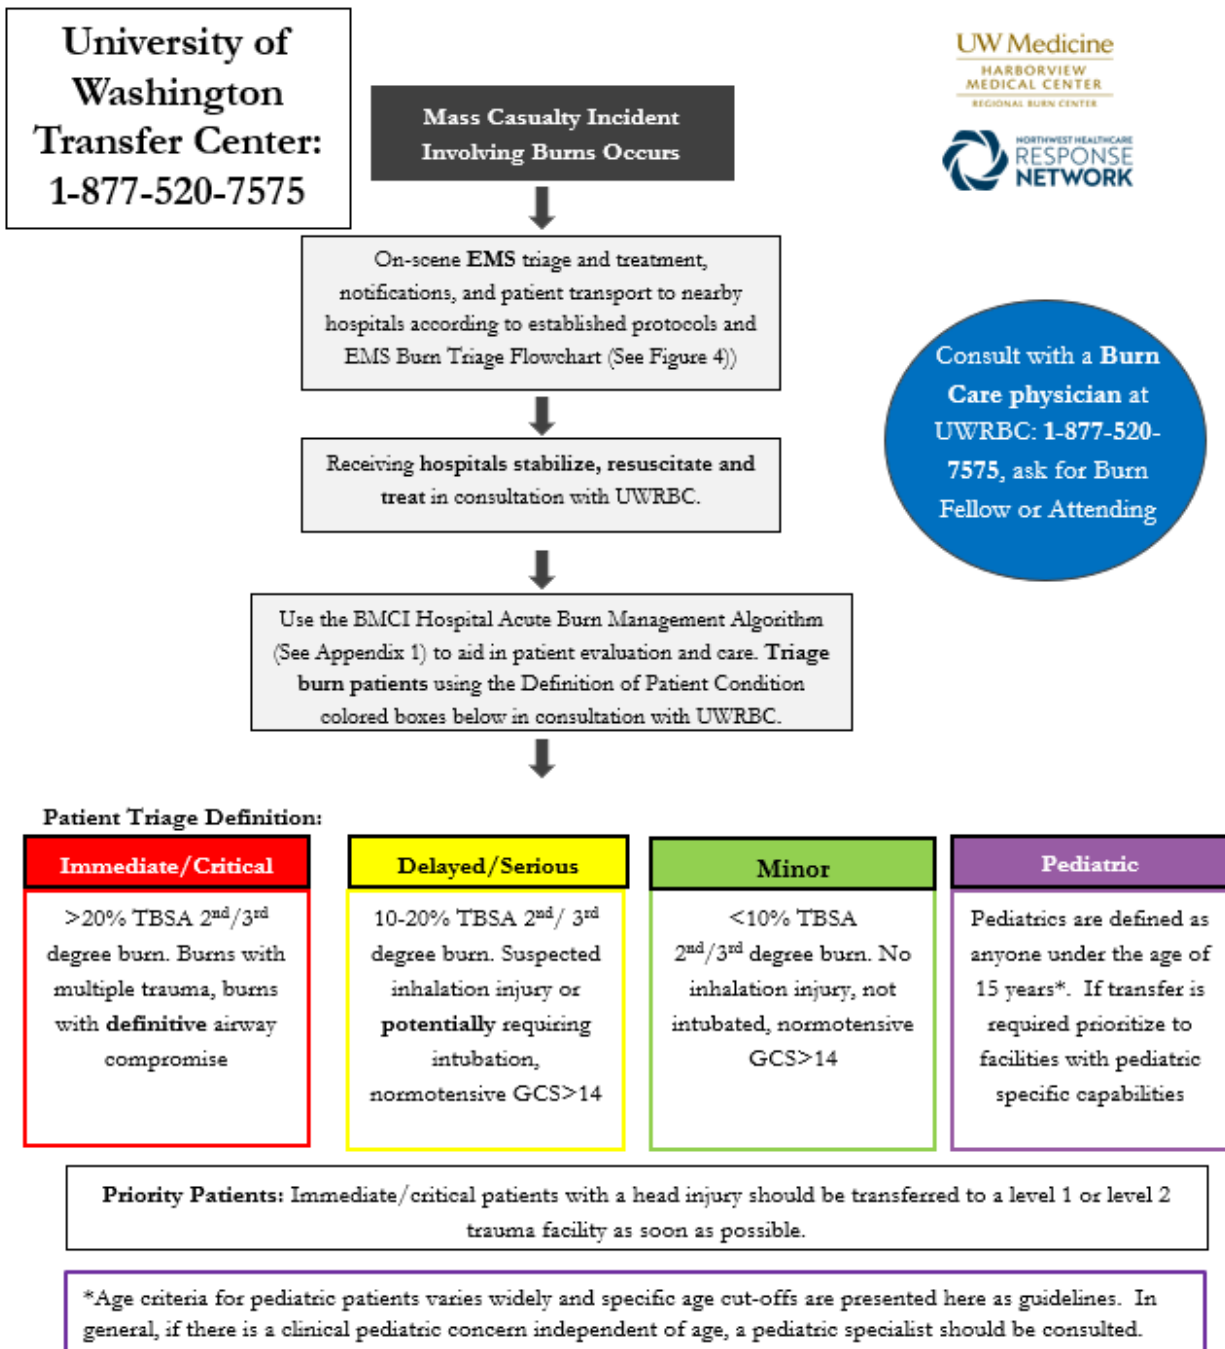 University of
Washington
Transfer Center:
1-877-520-7575
UW Medicine
HARBORVIEW
MEDICAL CENTER
REGIONAL BURN CENTER
NORTHWEST HEALTHCARE
RESPONSE
NETWORK
Mass Casualty Incident
Involving Burns Occurs
On-scene EMS triage and treatment,
notifications, and patient transport to nearby
hospitals according to established protocols and
EMS Burn Triage Flowchart (See Figure 4))
Consult with a Burn
Care physician at
UWRBC: 1-877-520-
7575, ask for Burn
Fellow or Attending
Receiving hospitals stabilize, resuscitate and
treat in consultation with UWRBC.
Use the BMCI Hospital Acute Burn Management Algorithm
(See Appendix 1) to aid in patient evaluation and care. Triage
burn patients using the Definition of Patient Condition
colored boxes below in consultation with UWRBC.
Patient Triage Definition:
Immediate/Critical
>20% TBSA 2nd/3rd
degree burn. Burns with
multiple trauma, burns
with definitive airway
compromise
Delayed/Serious
10-20% TBSA 2nd/ 3rd
degree burn. Suspected
inhalation injury or
potentially requiring
intubation,
normotensive GCS>14
Minor
<10% TBSA
2nd/3rd degree burn. No
inhalation injury, not
intubated, normotensive
GCS>14
Pediatric
Pediatrics are defined as
anyone under the age of
15 years*. If transfer is
required prioritize to
facilities with pediatric
specific capabilities
Priority Patients: Immediate/critical patients with a head injury should be transferred to a level 1 or level 2
trauma facility as soon as possible.
*Age criteria for pediatric patients varies widely and specific age cut-offs are presented here as guidelines. In
general, if there is a clinical pediatric concern independent of age, a pediatric specialist should be consulted.